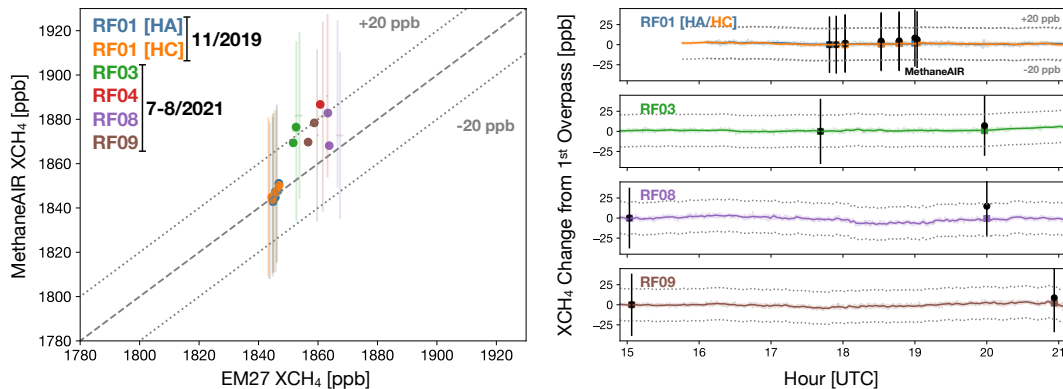 RF01 [HA]
RF01 [HC]
11/2019
RF03
RF04
RF08
RF09
7-8/2021
+20 ppb
-20 ppb
1920
1900
1880
1860
1840
1820
1800
1780
MethaneAIR XCH₄ [ppb]
1780
1800
1820
1840
1860
1880
1900
1920
EM27 XCH₄ [ppb]
XCH₄ Change from 1st Overpass [ppb]
RF01 [HA/HC]
+20 ppb
-20 ppb
MethaneAIR
25
0
-25
RF03
25
0
-25
RF08
25
0
-25
RF09
25
0
-25
15
16
17
18
19
20
21
Hour [UTC]